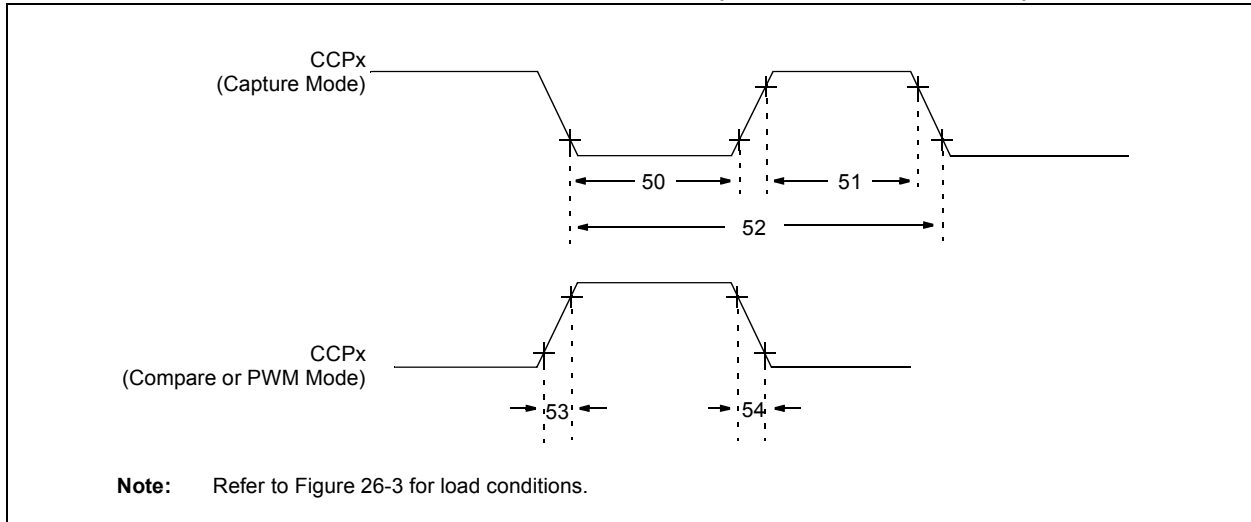 CCPx
(Capture Mode)
50
51
52
CCPx
(Compare or PWM Mode)
53
54
Note: Refer to Figure 26-3 for load conditions.